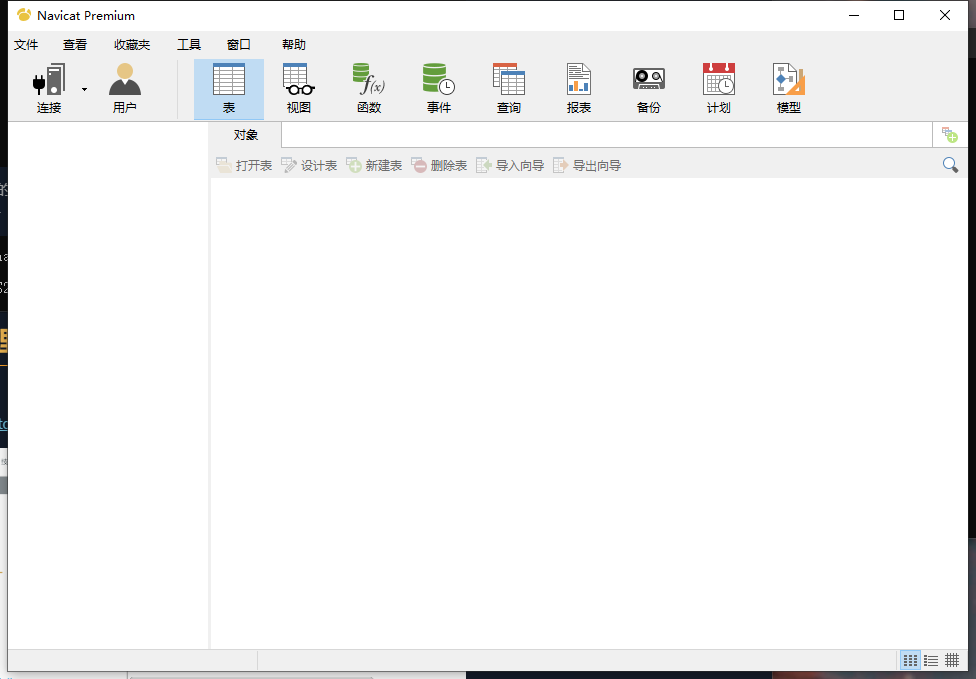 Navicat Premium
文件 查看 收藏夹 工具 窗口 帮助
连接 用户 表 视图 函数 事件 查询 报表 备份 计划 模型
对象
打开表 设计表 新建表 删除表 导入向导 导出向导